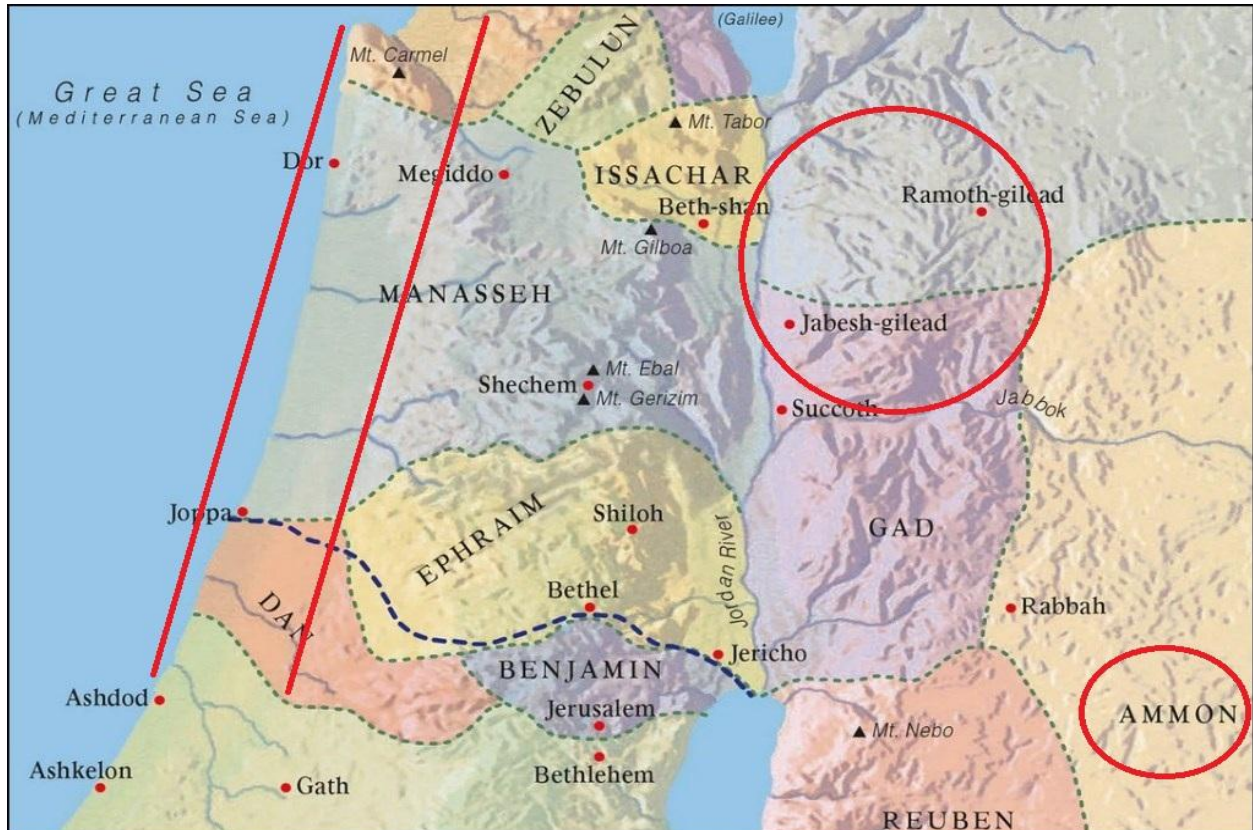 (Galilee)
Mt. Carmel
ZEBULUN
Great Sea
(Mediterranean Sea)
Mt. Tabor
Dor
Megiddo
ISSACHAR
Ramoth-gilead
Beth-shan
Mt. Gilboa
MANASSEH
Jabesh-gilead
Mt. Ebal
Shechem
Mt. Gerizim
Succoth
Jabbok
Joppa
EPHRAIM
Shiloh
Jordan River
GAD
DAN
Bethel
Rabbah
BENJAMIN
Jericho
Ashdod
Jerusalem
AMMON
Mt. Nebo
Ashkelon
Gath
Bethlehem
REUBEN